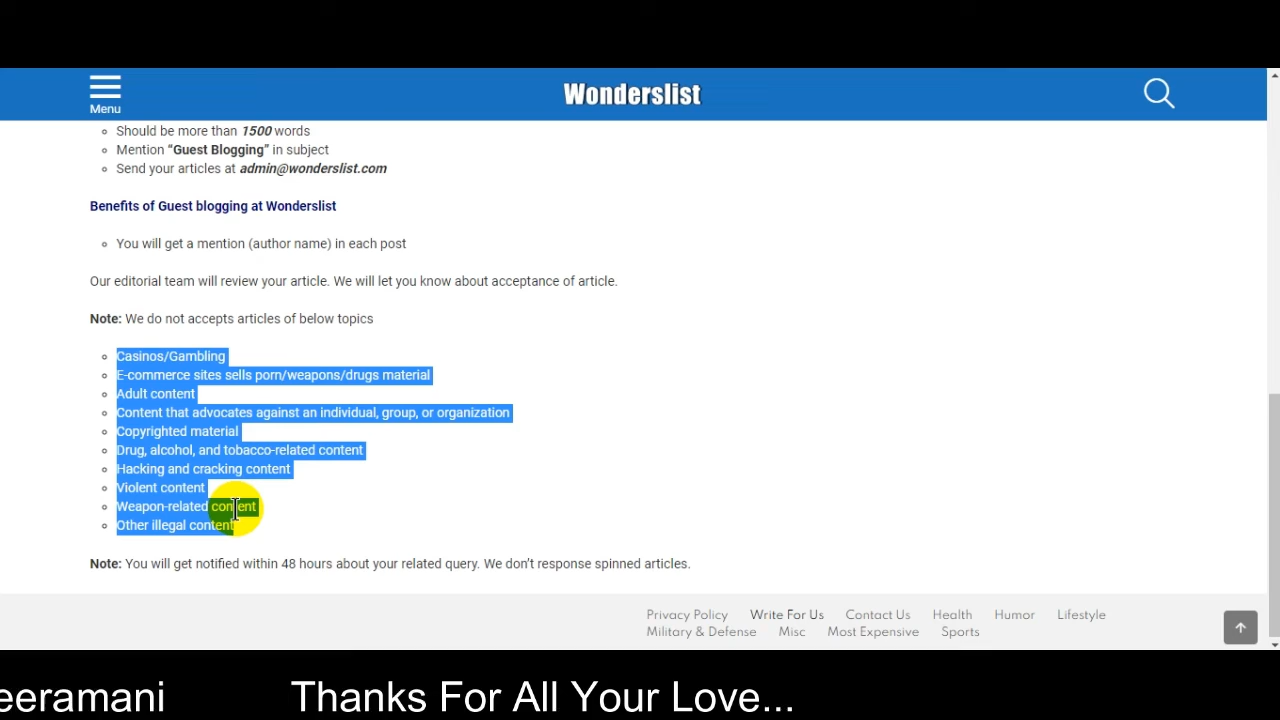 Menu
Wonderslist
Should be more than 1500 words
Mention “Guest Blogging” in subject
Send your articles at admin@wonderslist.com
Benefits of Guest blogging at Wonderslist
You will get a mention (author name) in each post
Our editorial team will review your article. We will let you know about acceptance of article.
Note: We do not accepts articles of below topics
Casinos/Gambling
E-commerce sites sells porn/weapons/drugs material
Adult content
Content that advocates against an individual, group, or organization
Copyrighted material
Drug, alcohol, and tobacco-related content
Hacking and cracking content
Violent content
Weapon-related content
Other illegal content
Note: You will get notified within 48 hours about your related query. We don’t response spinned articles.
Privacy Policy Write For Us Contact Us Health Humor Lifestyle
Military & Defense Misc Most Expensive Sports
eeramani Thanks For All Your Love...